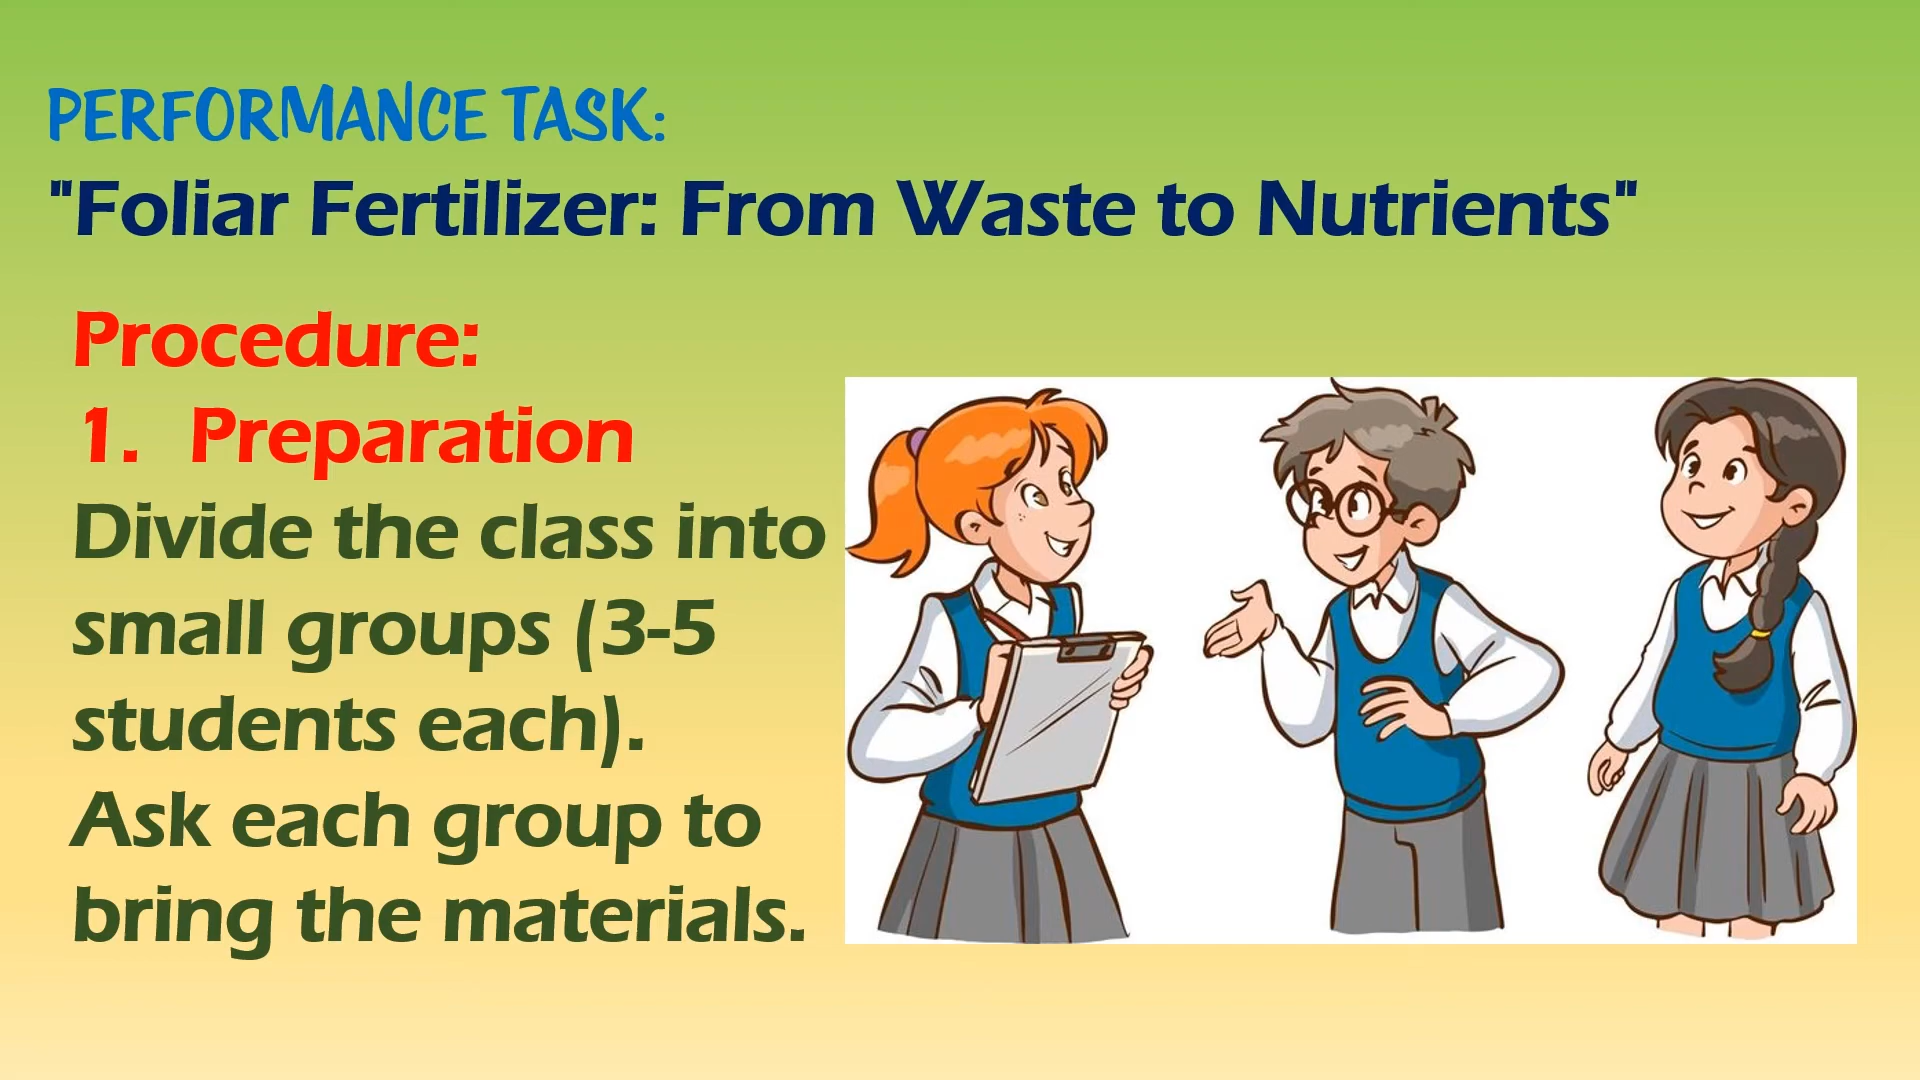 PERFORMANCE TASK:
"Foliar Fertilizer: From Waste to Nutrients"
Procedure:
1. Preparation
Divide the class into
small groups (3-5
students each).
Ask each group to
bring the materials.